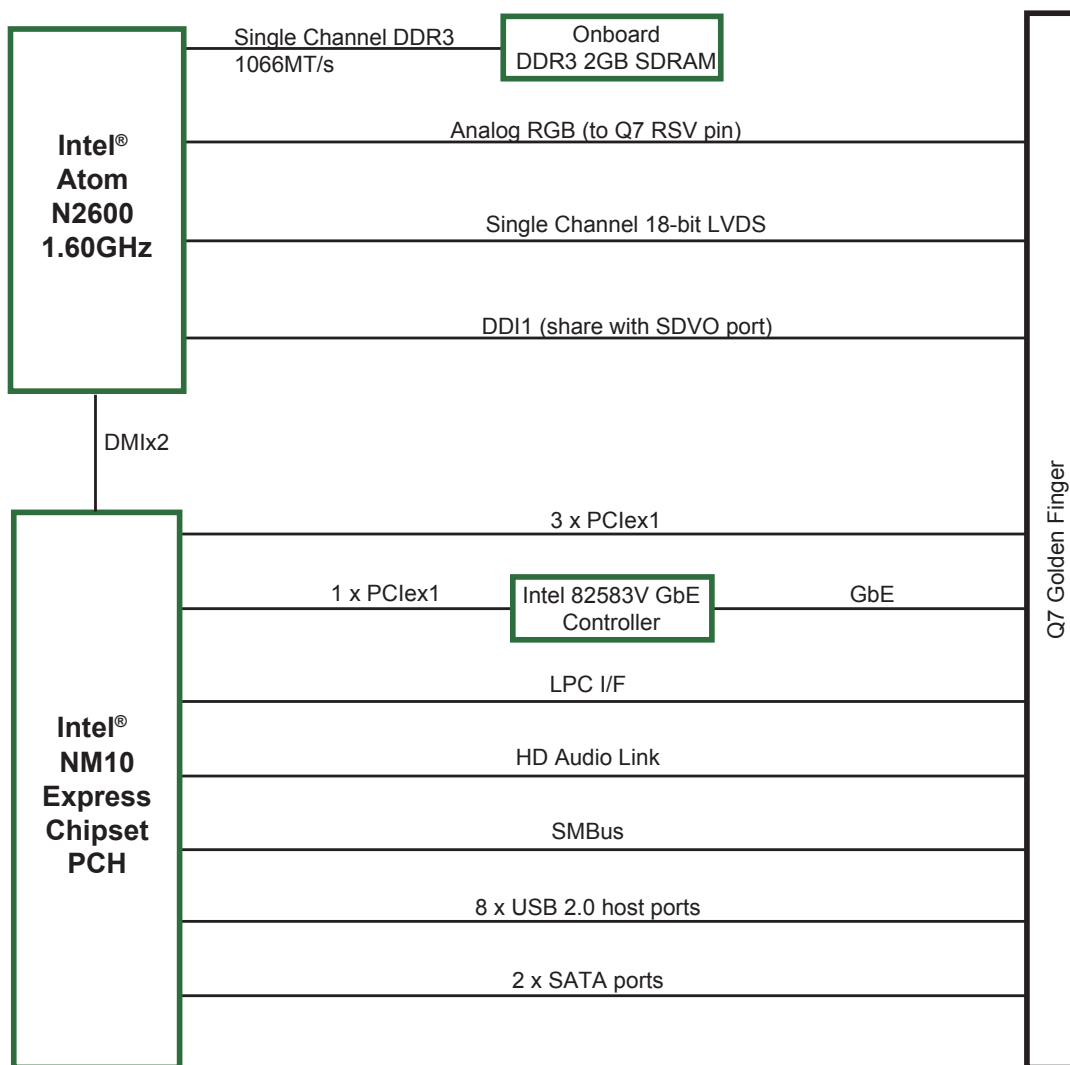 Single Channel DDR3
1066MT/s
Onboard
DDR3 2GB SDRAM
Intel®
Atom
N2600
1.60GHz
Analog RGB (to Q7 RSV pin)
Single Channel 18-bit LVDS
DDI1 (share with SDVO port)
DMIx2
Q7 Golden Finger
3 x PCIex1
1 x PCIex1
Intel 82583V GbE
Controller
GbE
Intel®
NM10
Express
Chipset
PCH
LPC I/F
HD Audio Link
SMBus
8 x USB 2.0 host ports
2 x SATA ports